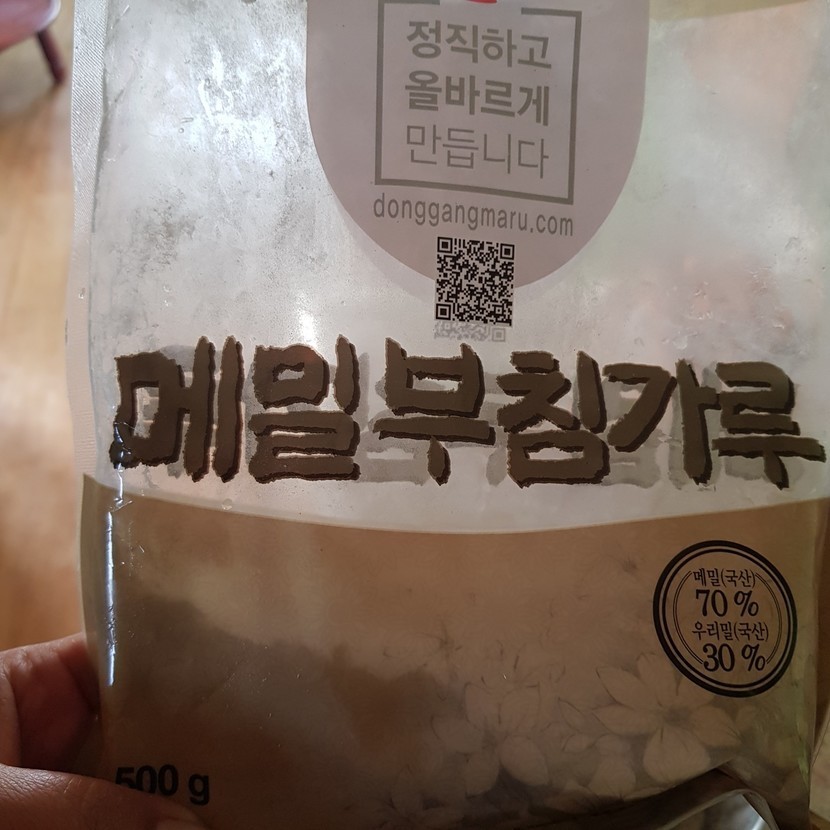 정직하고
올바르게
만듭니다
donggangmaru.com
메밀부침가루
메밀(국산)
70 %
우리밀(국산)
30 %
500 g